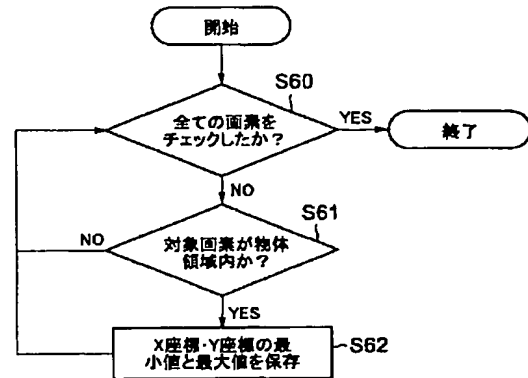 開始
S60
全ての画素を
チェックしたか？
YES
終了
NO
S61
対象画素が物体
領域内か？
NO
YES
S62
X座標・Y座標の最
小値と最大値を保存